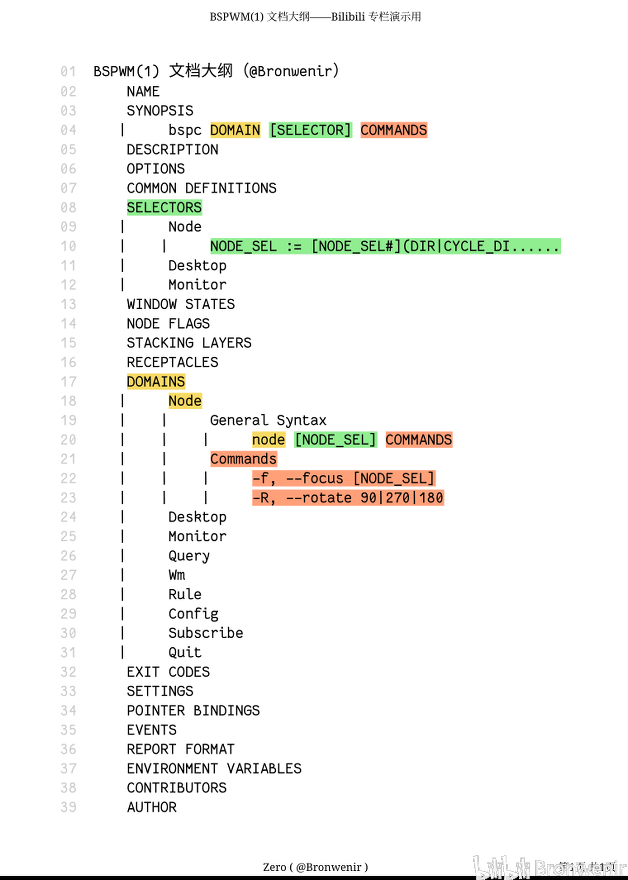 BSPWM(1) 文档大纲——Bilibili 专栏演示用
01 BSPWM(1) 文档大纲（@Bronwenir）
02 NAME
03 SYNOPSIS
04 | bspc DOMAIN [SELECTOR] COMMANDS
05 DESCRIPTION
06 OPTIONS
07 COMMON DEFINITIONS
08 SELECTORS
09 | Node
10 | | NODE_SEL := [NODE_SEL#](DIR|CYCLE_DI......
11 | Desktop
12 | Monitor
13 WINDOW STATES
14 NODE FLAGS
15 STACKING LAYERS
16 RECEPTACLES
17 DOMAINS
18 | Node
19 | | General Syntax
20 | | | node [NODE_SEL] COMMANDS
21 | | Commands
22 | | | -f, --focus [NODE_SEL]
23 | | | -R, --rotate 90|270|180
24 | Desktop
25 | Monitor
26 | Query
27 | Wm
28 | Rule
29 | Config
30 | Subscribe
31 | Quit
32 EXIT CODES
33 SETTINGS
34 POINTER BINDINGS
35 EVENTS
36 REPORT FORMAT
37 ENVIRONMENT VARIABLES
38 CONTRIBUTORS
39 AUTHOR
Zero ( @Bronwenir )
bilibili Bronwenir